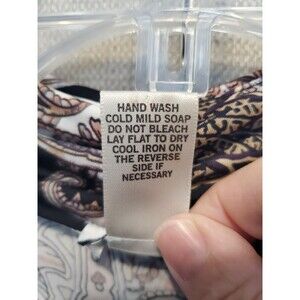 HAND WASH
COLD MILD SOAP
DO NOT BLEACH
LAY FLAT TO DRY
COOL IRON ON
THE REVERSE
SIDE IF
NECESSARY